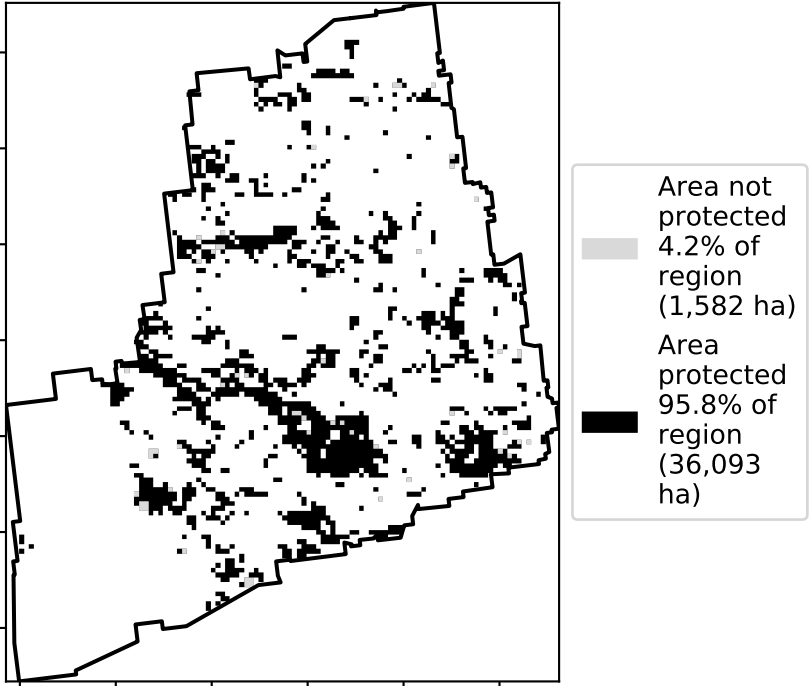 Area not
protected
4.2% of
region
(1,582 ha)
Area
protected
95.8% of
region
(36,093
ha)